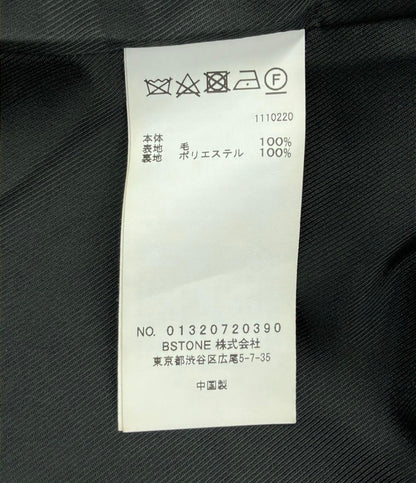 F
1110220
本体
表地 毛 100%
裏地 ポリエステル 100%
NO. 01320720390
BSTONE 株式会社
東京都渋谷区広尾5-7-35
中国製